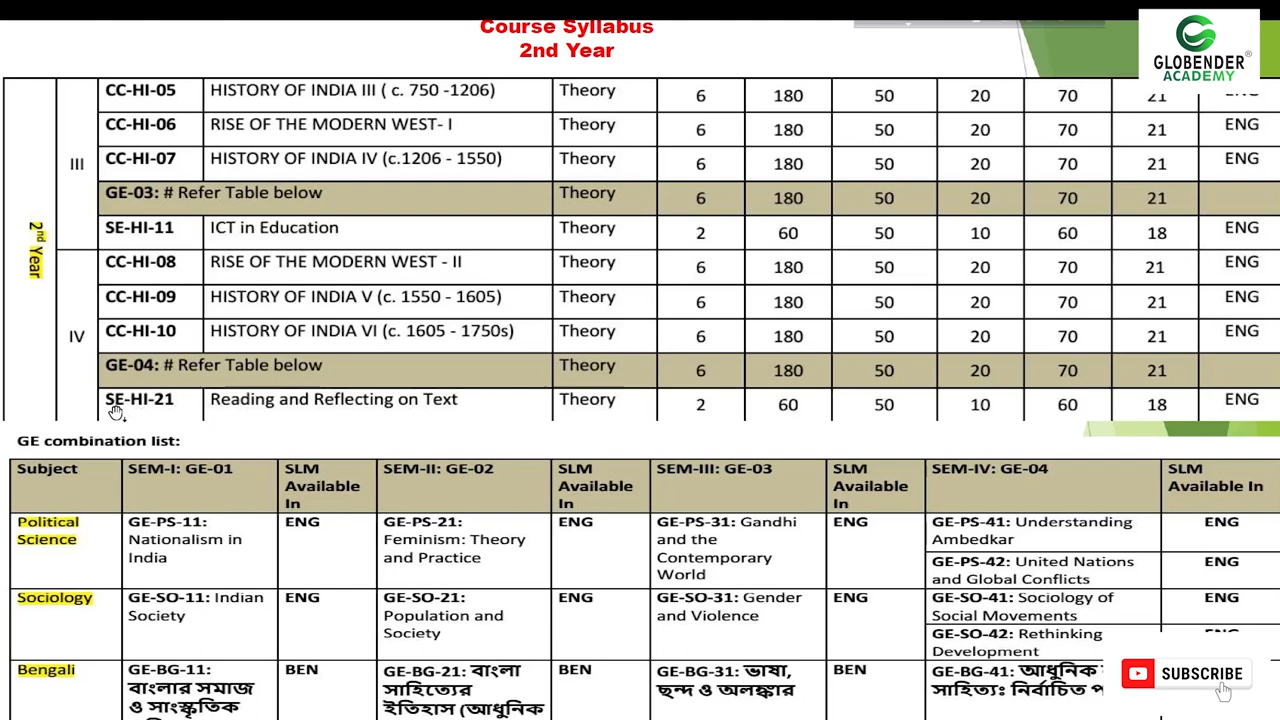 Course Syllabus
2nd Year
GLOBENDER
ACADEMY
2nd Year
III
CC-HI-05 HISTORY OF INDIA III ( c. 750 -1206) Theory 6 180 50 20 70 21 ENG
CC-HI-06 RISE OF THE MODERN WEST- I Theory 6 180 50 20 70 21 ENG
CC-HI-07 HISTORY OF INDIA IV (c.1206 - 1550) Theory 6 180 50 20 70 21 ENG
GE-03: # Refer Table below Theory 6 180 50 20 70 21
SE-HI-11 ICT in Education Theory 2 60 50 10 60 18 ENG
IV
CC-HI-08 RISE OF THE MODERN WEST - II Theory 6 180 50 20 70 21 ENG
CC-HI-09 HISTORY OF INDIA V (c. 1550 - 1605) Theory 6 180 50 20 70 21 ENG
CC-HI-10 HISTORY OF INDIA VI (c. 1605 - 1750s) Theory 6 180 50 20 70 21 ENG
GE-04: # Refer Table below Theory 6 180 50 20 70 21
SE-HI-21 Reading and Reflecting on Text Theory 2 60 50 10 60 18 ENG
GE combination list:
Subject SEM-I: GE-01 SLM SEM-II: GE-02 SLM SEM-III: GE-03 SLM SEM-IV: GE-04 SLM
Available Available Available Available In
In In In
Political GE-PS-11: ENG GE-PS-21: ENG GE-PS-31: Gandhi ENG GE-PS-41: Understanding ENG
Science Nationalism in Feminism: Theory and the Ambedkar
India and Practice Contemporary GE-PS-42: United Nations ENG
World and Global Conflicts
Sociology GE-SO-11: Indian ENG GE-SO-21: ENG GE-SO-31: Gender ENG GE-SO-41: Sociology of ENG
Society Population and and Violence Social Movements
Society GE-SO-42: Rethinking
Development
Bengali GE-BG-11: BEN GE-BG-21: বাংলা BEN GE-BG-31: ভাষা, BEN GE-BG-41: আধুনিক
বাংলার সমাজ সাহিত্যের ছন্দ ও অলঙ্কার সাহিত্যঃ নির্বাচিত
ও সাংস্কৃতিক ইতিহাস (আধুনিক
SUBSCRIBE